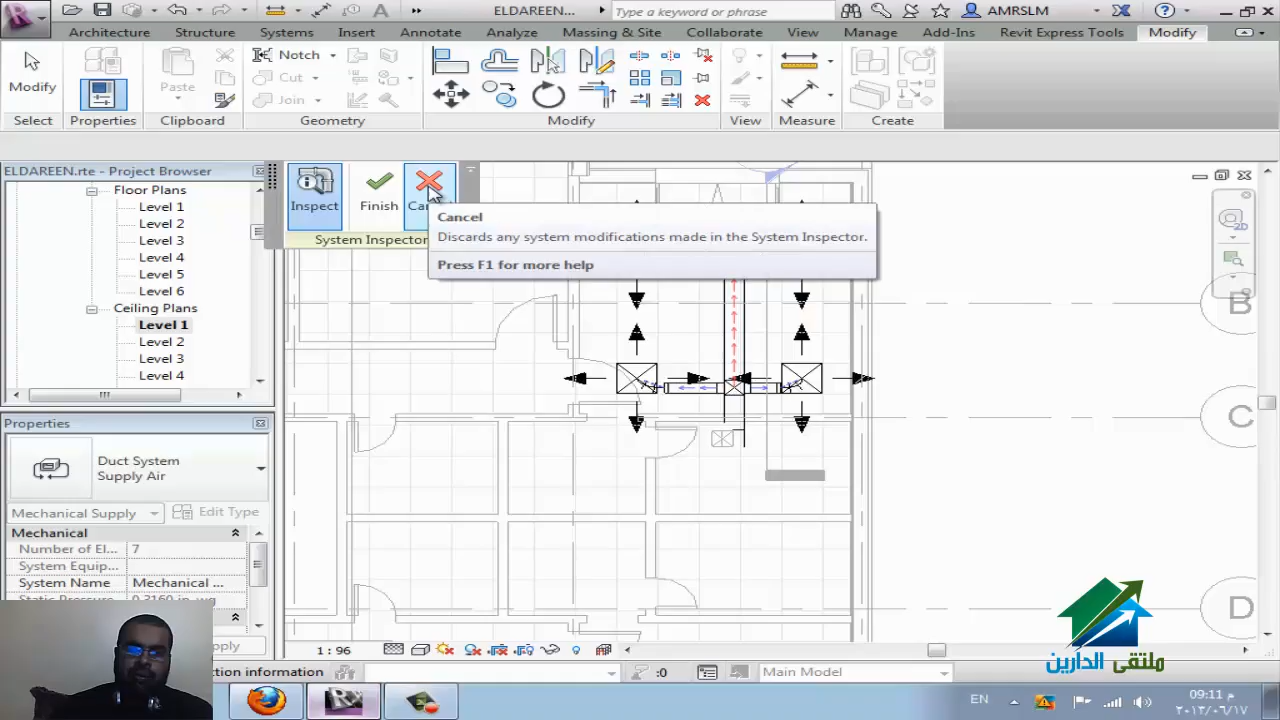 ELDAREEN...
Type a keyword or phrase
AMRSLM
Architecture Structure Systems Insert Annotate Analyze Massing & Site Collaborate View Manage Add-Ins Revit Express Tools Modify
Modify
Paste
Notch
Cut
Join
Select Properties Clipboard Geometry Modify View Measure Create
ELDAREEN.rte - Project Browser
Floor Plans
Level 1
Level 2
Level 3
Level 4
Level 5
Level 6
Ceiling Plans
Level 1
Level 2
Level 3
Level 4
Inspect Finish
System Inspector
Cancel
Discards any system modifications made in the System Inspector.
Press F1 for more help
2D
B
C
D
Properties
Duct System
Supply Air
Mechanical Supply
Edit Type
Mechanical
Number of El... 7
System Equip...
System Name Mechanical ...
1 : 96
:0
Main Model
ملتقى الدارين
EN
09:11 م
٢٠١٣/٠٦/١٧